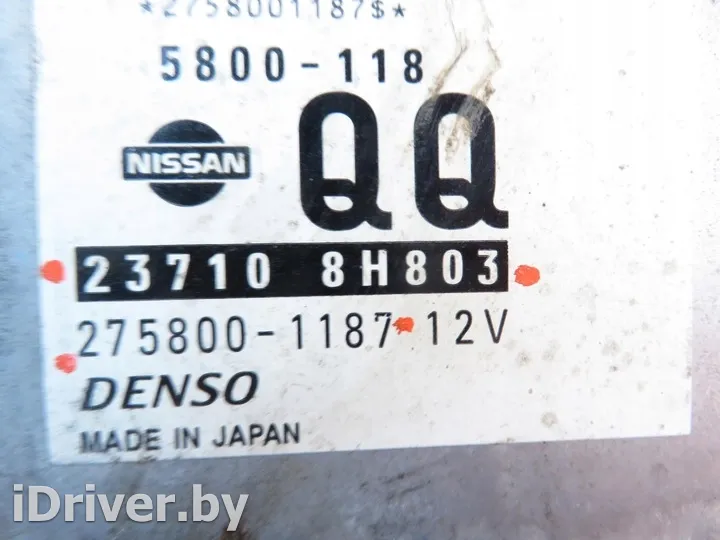 *2758001187$*
5800-118
NISSAN
QQ
23710 8H803
275800-1187 12V
DENSO
MADE IN JAPAN
iDriver.by